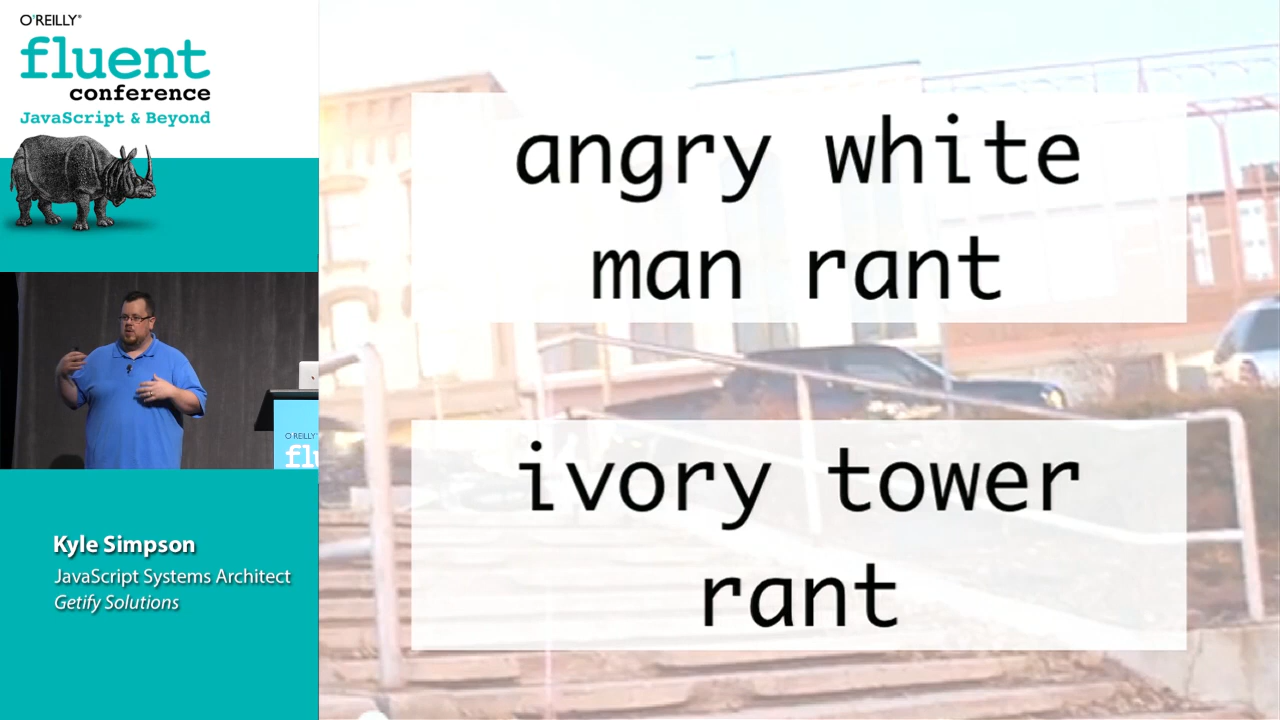 O'REILLY®
fluent
conference
JavaScript & Beyond
angry white
man rant
ivory tower
rant
O'REILLY®
Kyle Simpson
JavaScript Systems Architect
Getify Solutions